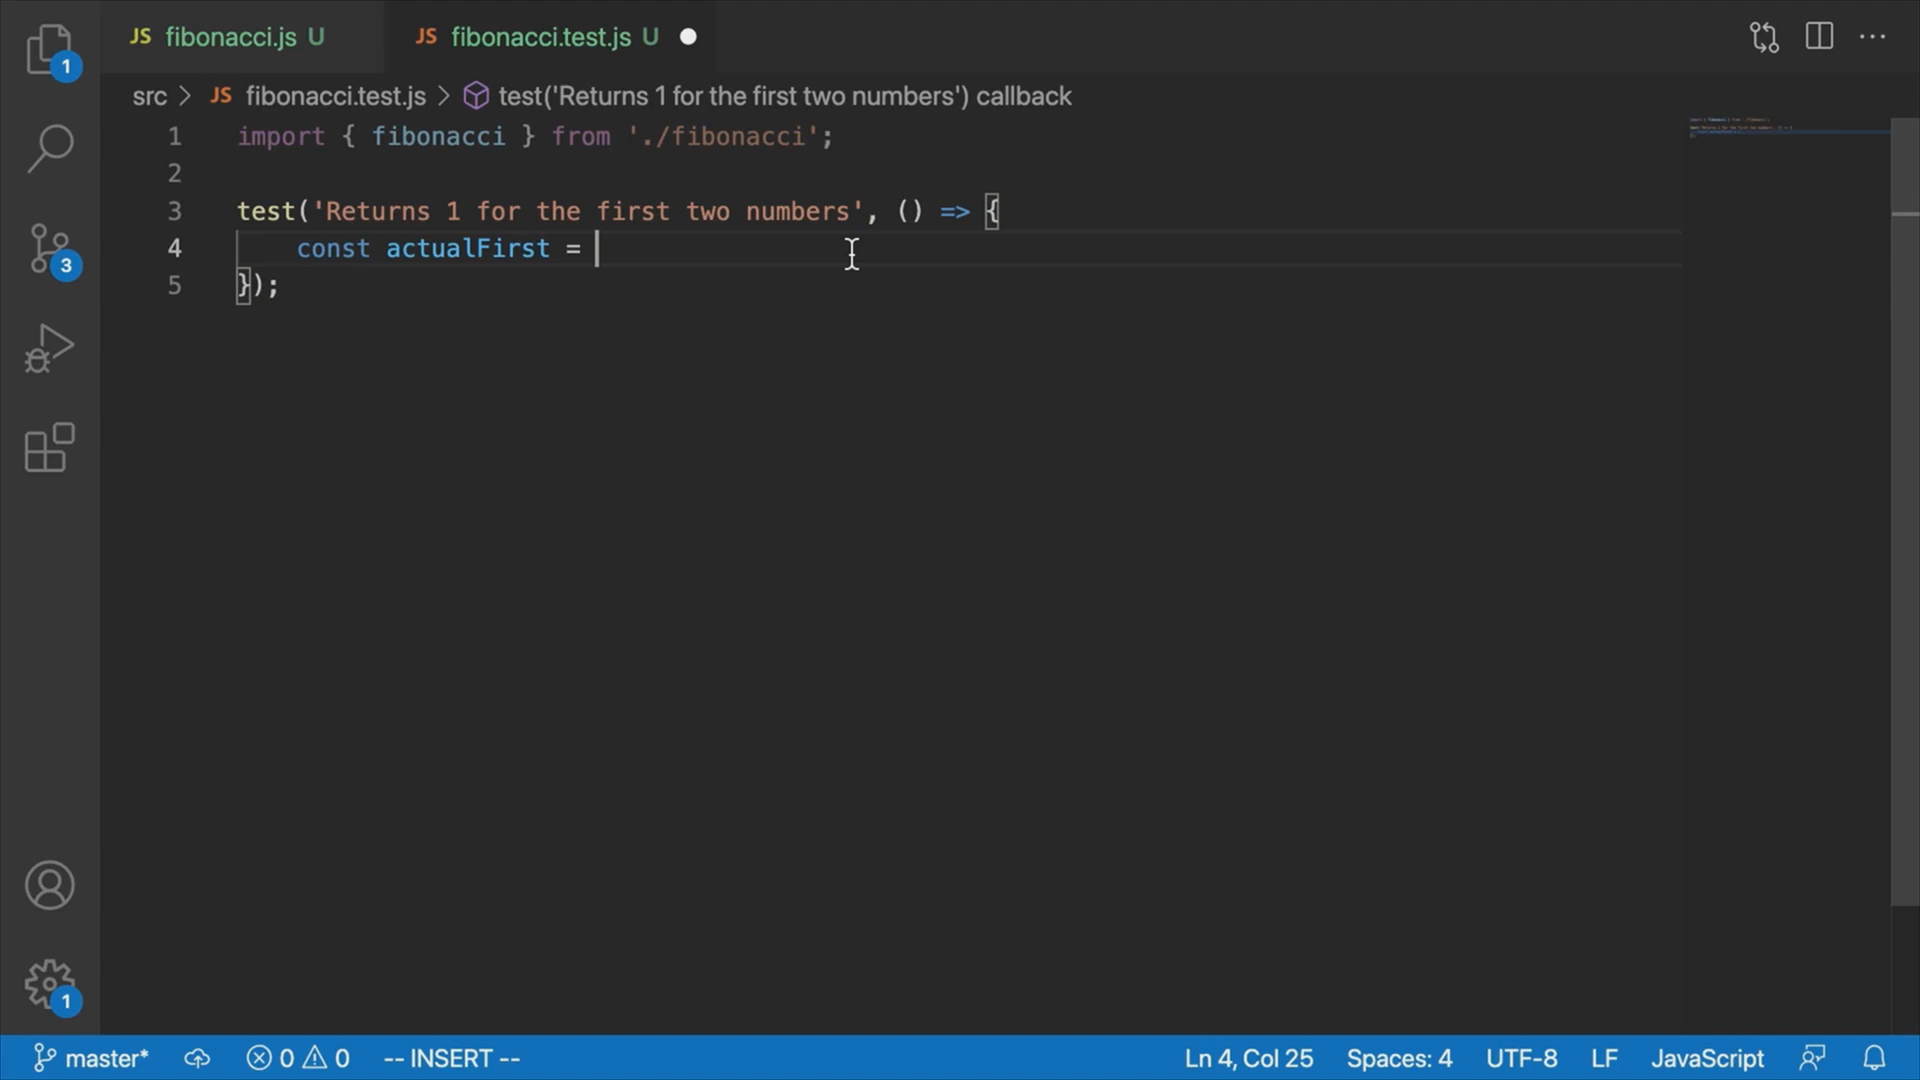 JS fibonacci.js U JS fibonacci.test.js U
1
src > JS fibonacci.test.js > test('Returns 1 for the first two numbers') callback
1 import { fibonacci } from './fibonacci';
2
3 test('Returns 1 for the first two numbers', () => {
4 const actualFirst =
5 });
3
1
master* 0 0 -- INSERT -- Ln 4, Col 25 Spaces: 4 UTF-8 LF JavaScript